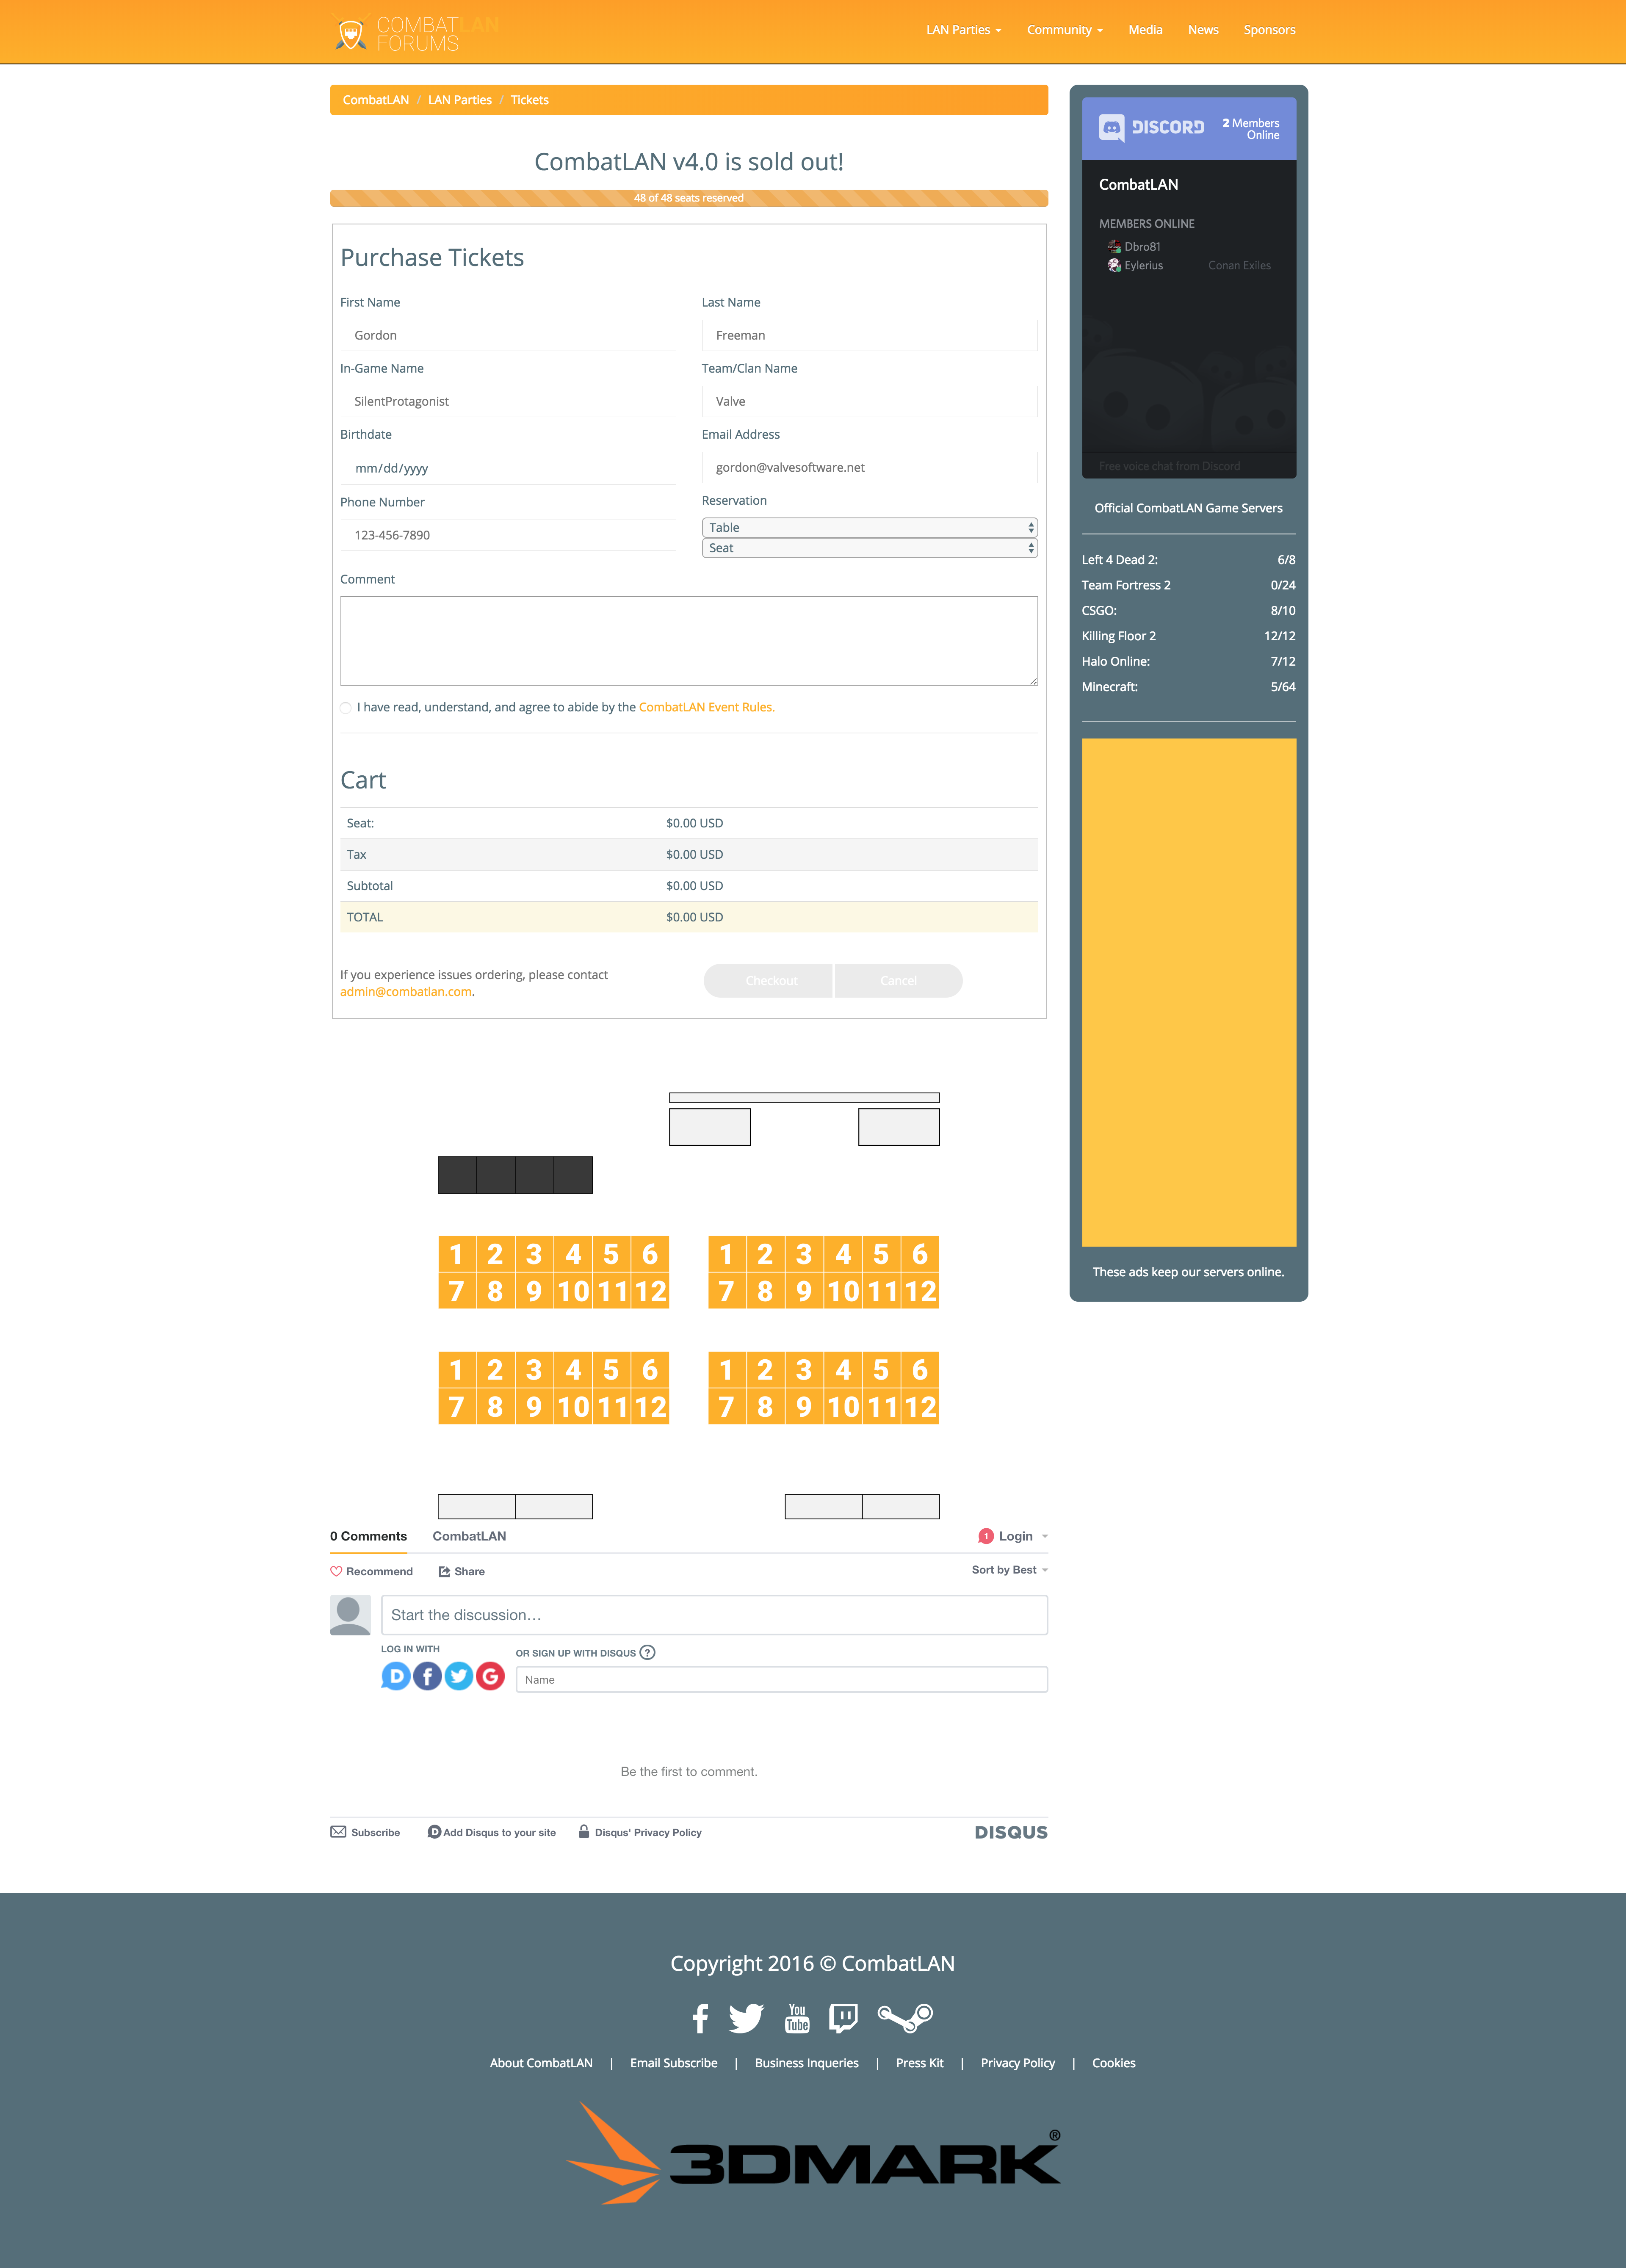 COMBATLAN
FORUMS
LAN Parties
Community
Media
News
Sponsors
CombatLAN / LAN Parties / Tickets
CombatLAN v4.0 is sold out!
48 of 48 seats reserved
Purchase Tickets
First Name
Last Name
Gordon
Freeman
In-Game Name
Team/Clan Name
SilentProtagonist
Valve
Birthdate
Email Address
mm/dd/yyyy
gordon@valvesoftware.net
Phone Number
Reservation
123-456-7890
Table
Seat
Comment
I have read, understand, and agree to abide by the CombatLAN Event Rules.
Cart
Seat: $0.00 USD
Tax $0.00 USD
Subtotal $0.00 USD
TOTAL $0.00 USD
If you experience issues ordering, please contact
admin@combatlan.com.
Checkout
Cancel
1 2 3 4 5 6
7 8 9 10 11 12
1 2 3 4 5 6
7 8 9 10 11 12
1 2 3 4 5 6
7 8 9 10 11 12
1 2 3 4 5 6
7 8 9 10 11 12
DISCORD
2 Members
Online
CombatLAN
MEMBERS ONLINE
Dbro81
Eylerius Conan Exiles
Free voice chat from Discord
Official CombatLAN Game Servers
Left 4 Dead 2: 6/8
Team Fortress 2 0/24
CSGO: 8/10
Killing Floor 2 12/12
Halo Online: 7/12
Minecraft: 5/64
These ads keep our servers online.
0 Comments
CombatLAN
1 Login
Recommend
Share
Sort by Best
Start the discussion…
LOG IN WITH
OR SIGN UP WITH DISQUS ?
Name
Be the first to comment.
Subscribe
Add Disqus to your site
Disqus' Privacy Policy
DISQUS
Copyright 2016 © CombatLAN
You
Tube
About CombatLAN | Email Subscribe | Business Inqueries | Press Kit | Privacy Policy | Cookies
3DMARK®